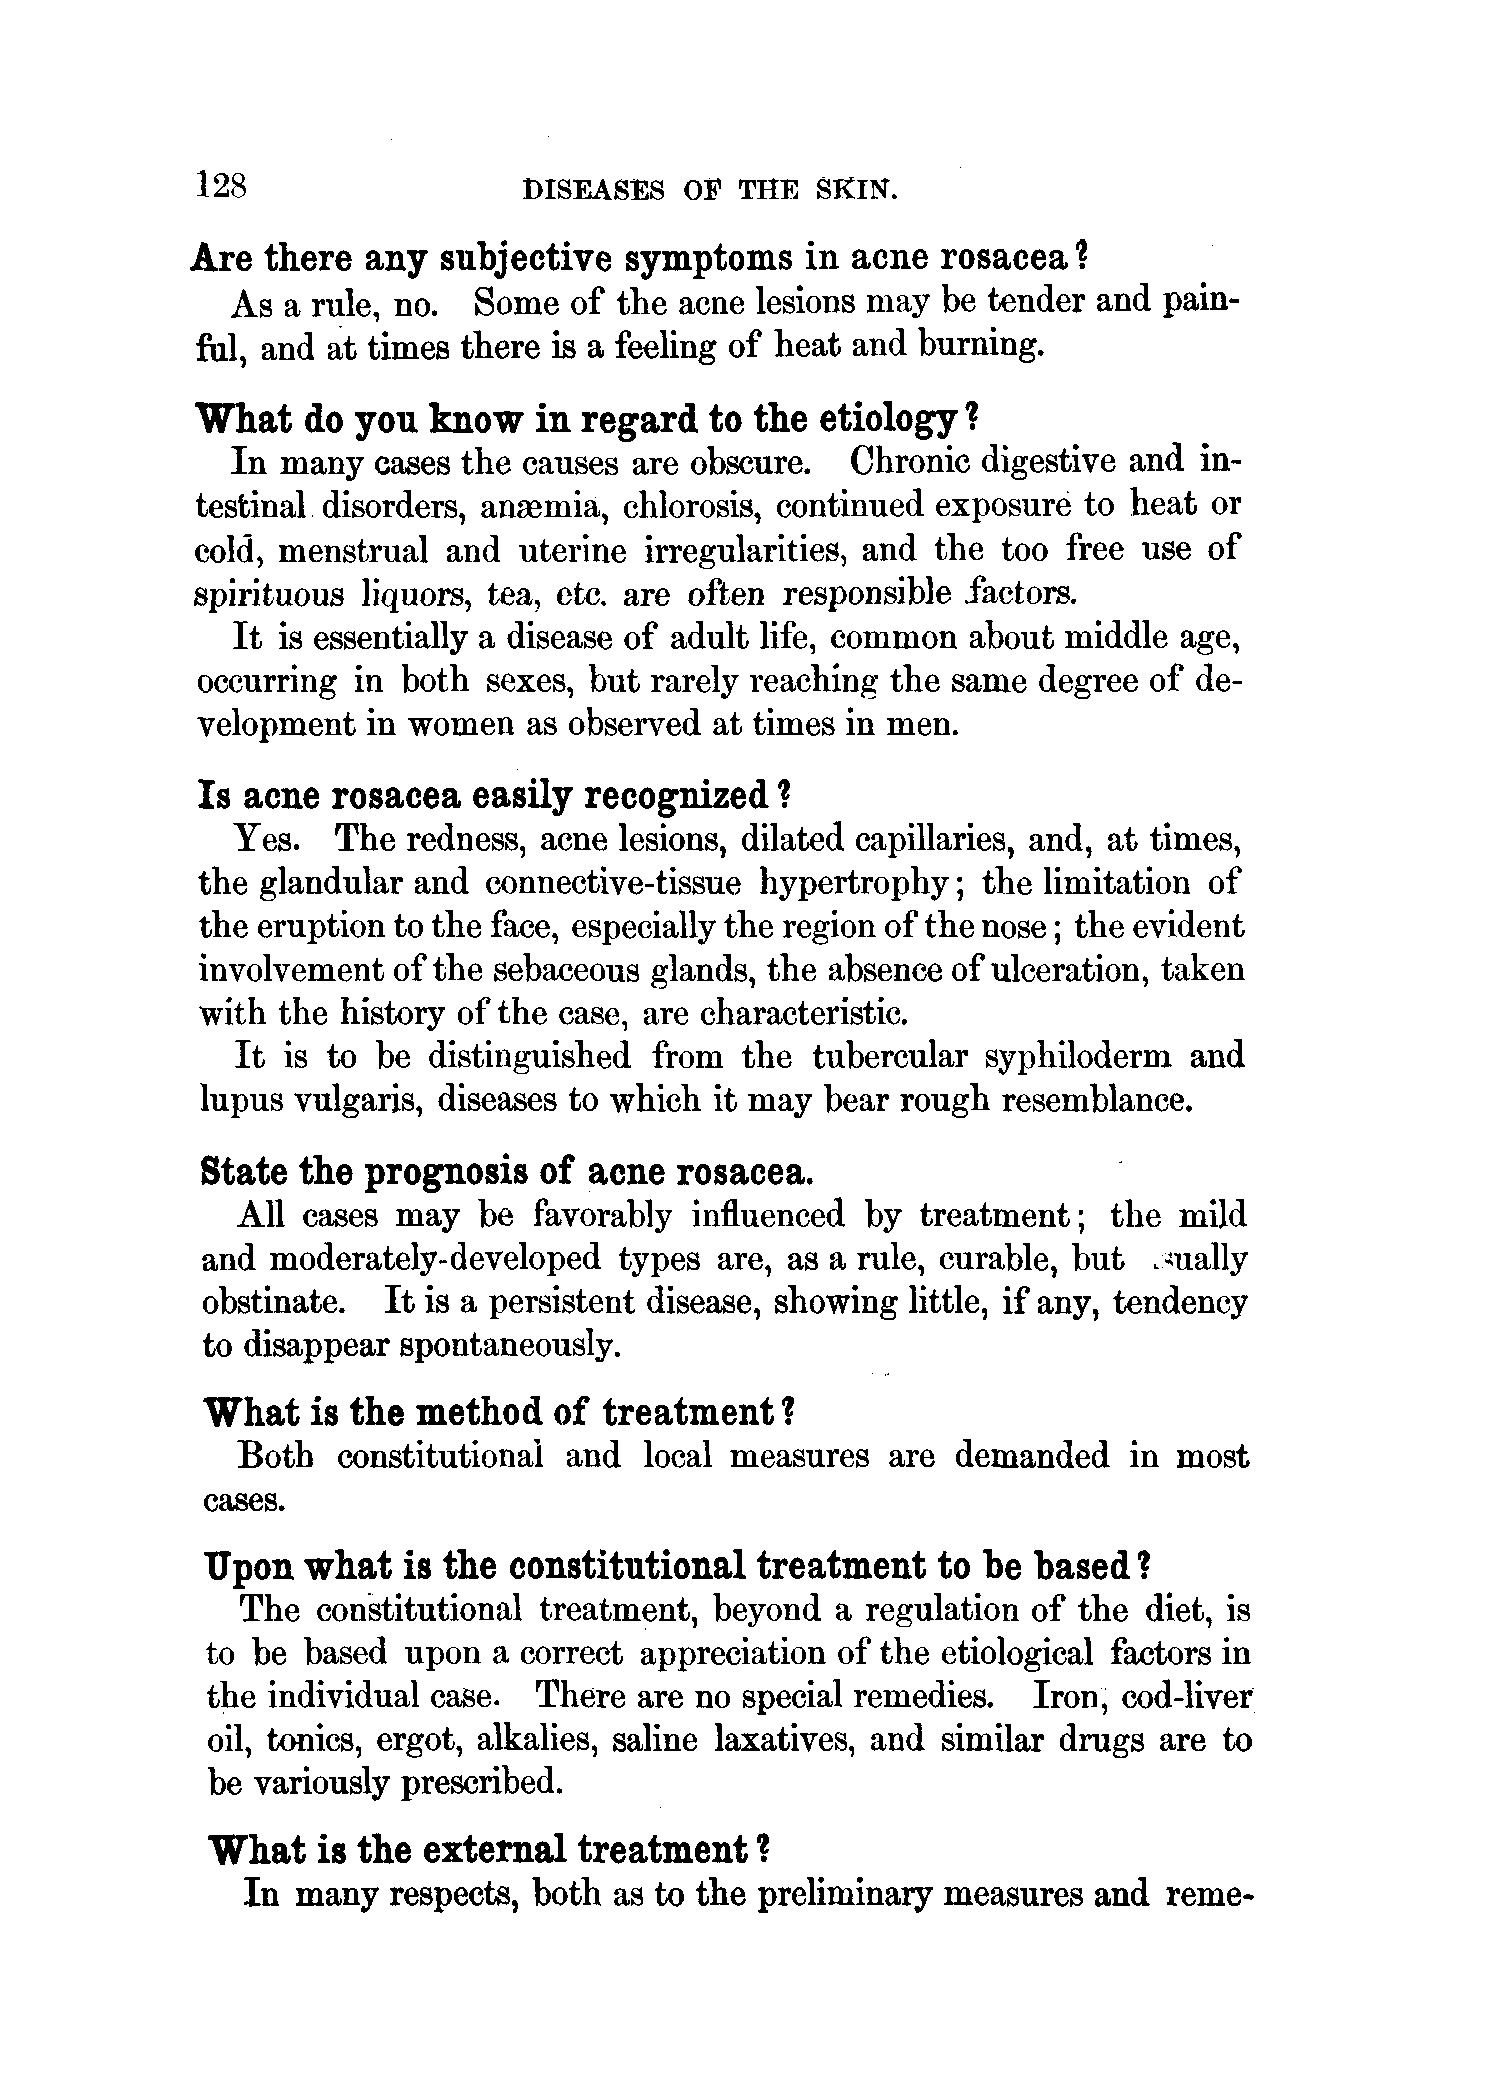 128 DISEASES OF THE SKIN.
Are there any subjective symptoms in acne rosacea?
As a rule, no. Some of the acne lesions may be tender and pain-
ful, and at times there is a feeling of heat and burning.
What do you know in regard to the etiology?
In many cases the causes are obscure. Chronic digestive and in-
testinal disorders, anæmia, chlorosis, continued exposure to heat or
cold, menstrual and uterine irregularities, and the too free use of
spirituous liquors, tea, etc. are often responsible factors.
It is essentially a disease of adult life, common about middle age,
occurring in both sexes, but rarely reaching the same degree of de-
velopment in women as observed at times in men.
Is acne rosacea easily recognized?
Yes. The redness, acne lesions, dilated capillaries, and, at times,
the glandular and connective-tissue hypertrophy; the limitation of
the eruption to the face, especially the region of the nose; the evident
involvement of the sebaceous glands, the absence of ulceration, taken
with the history of the case, are characteristic.
It is to be distinguished from the tubercular syphiloderm and
lupus vulgaris, diseases to which it may bear rough resemblance.
State the prognosis of acne rosacea.
All cases may be favorably influenced by treatment; the mild
and moderately-developed types are, as a rule, curable, but
obstinate. It is a persistent disease, showing little, if any, tendency
to disappear spontaneously.
What is the method of treatment?
Both constitutional and local measures are demanded in most
cases.
Upon what is the constitutional treatment to be based?
The constitutional treatment, beyond a regulation of the diet, is
to be based upon a correct appreciation of the etiological factors in
the individual case. There are no special remedies. Iron, cod-liver
oil, tonics, ergot, alkalies, saline laxatives, and similar drugs are to
be variously prescribed.
What is the external treatment?
In many respects, both as to the preliminary measures and reme-